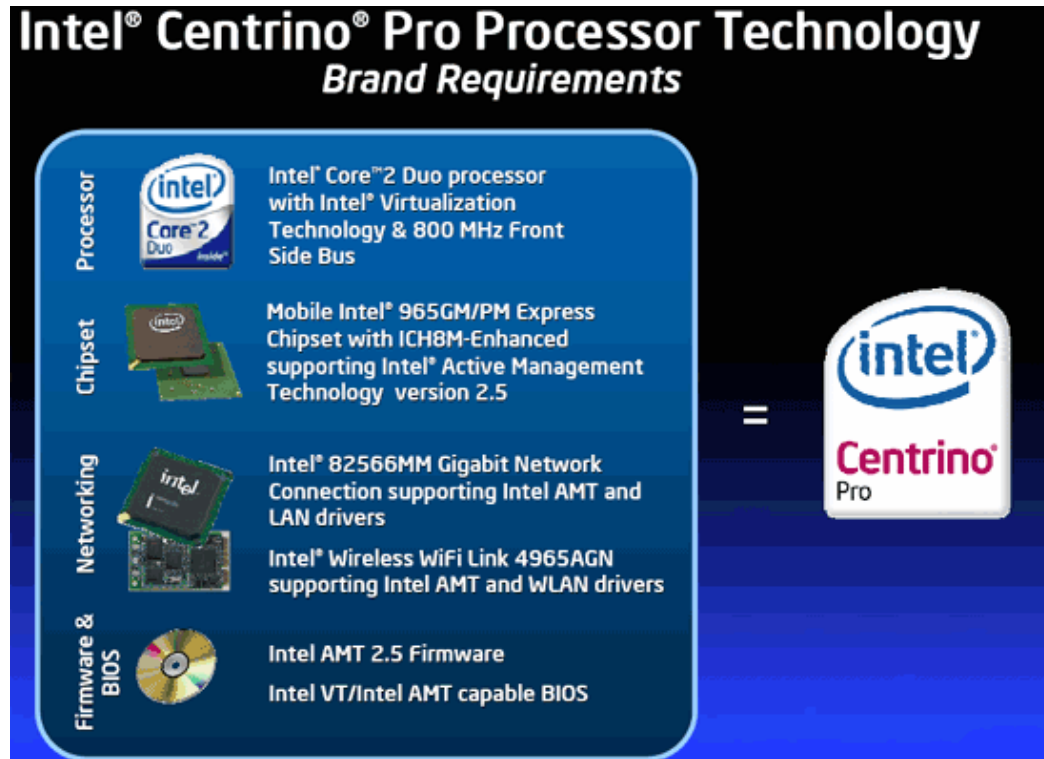 Intel® Centrino® Pro Processor Technology
Brand Requirements
Processor
intel
Core™2
Duo inside™
Intel® Core™2 Duo processor
with Intel® Virtualization
Technology & 800 MHz Front
Side Bus
Chipset
intel
Mobile Intel® 965GM/PM Express
Chipset with ICH8M-Enhanced
supporting Intel® Active Management
Technology version 2.5
Networking
intel
Intel® 82566MM Gigabit Network
Connection supporting Intel AMT and
LAN drivers
Intel® Wireless WiFi Link 4965AGN
supporting Intel AMT and WLAN drivers
Firmware &
BIOS
Intel AMT 2.5 Firmware
Intel VT/Intel AMT capable BIOS
=
intel
Centrino®
Pro